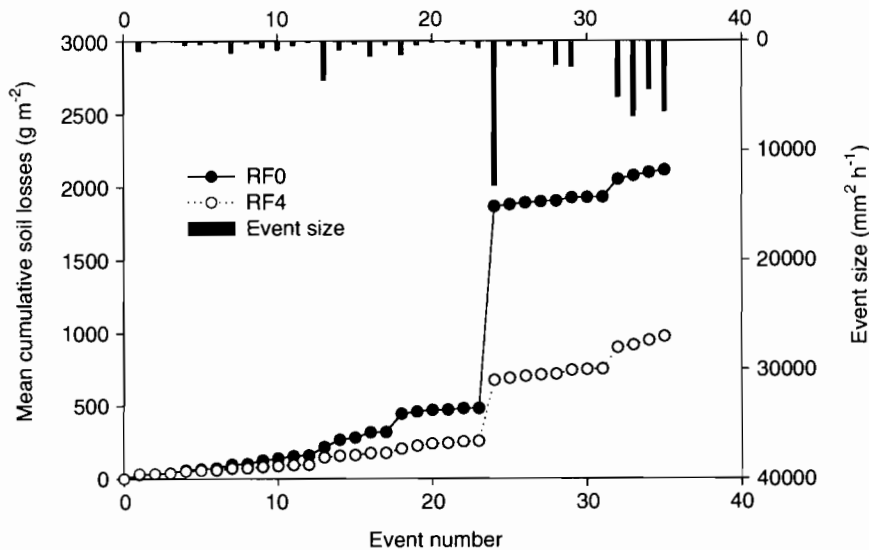 0 10 20 30 40
3000 0
2500
10000
2000
1500
20000
1000
30000
500
0 40000
0 10 20 30 40
Mean cumulative soil losses (g m⁻²)
RF0
RF4
Event size
Event size (mm² h⁻¹)
Event number